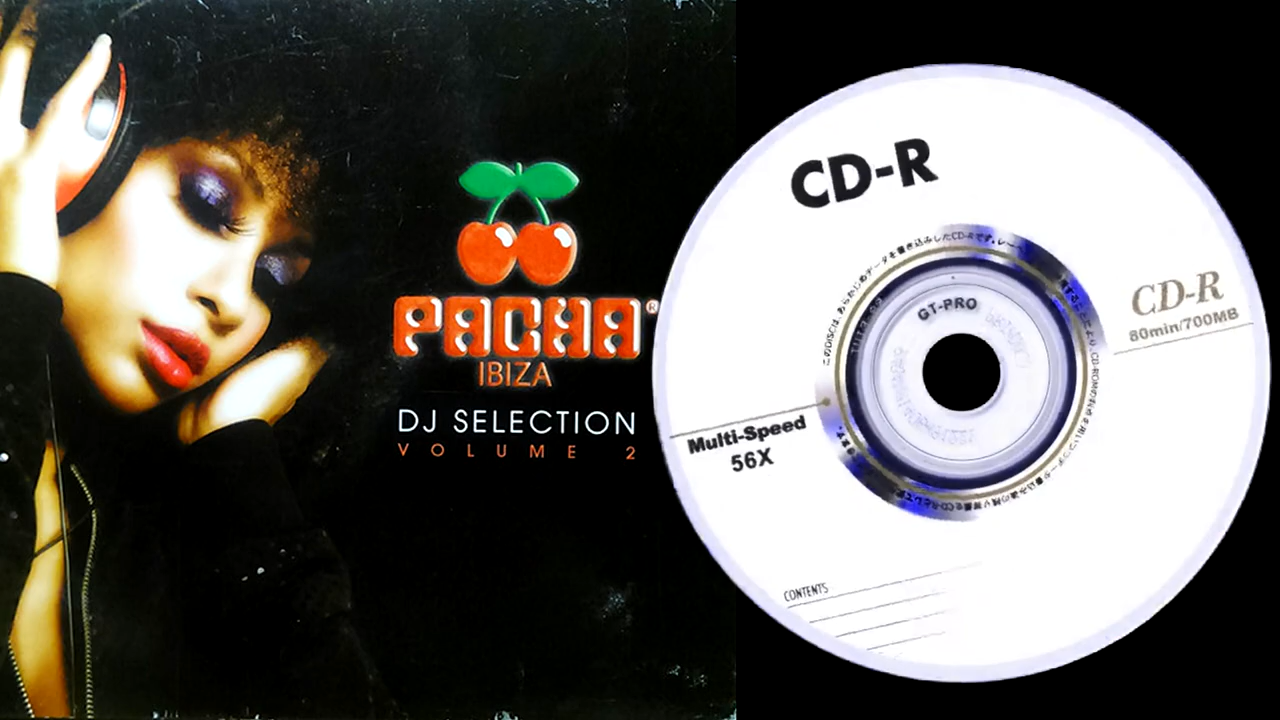 PACHA®
IBIZA
DJ SELECTION
VOLUME 2
CD-R
GT-PRO
CD-R
80min/700MB
Multi-Speed
56X
CONTENTS